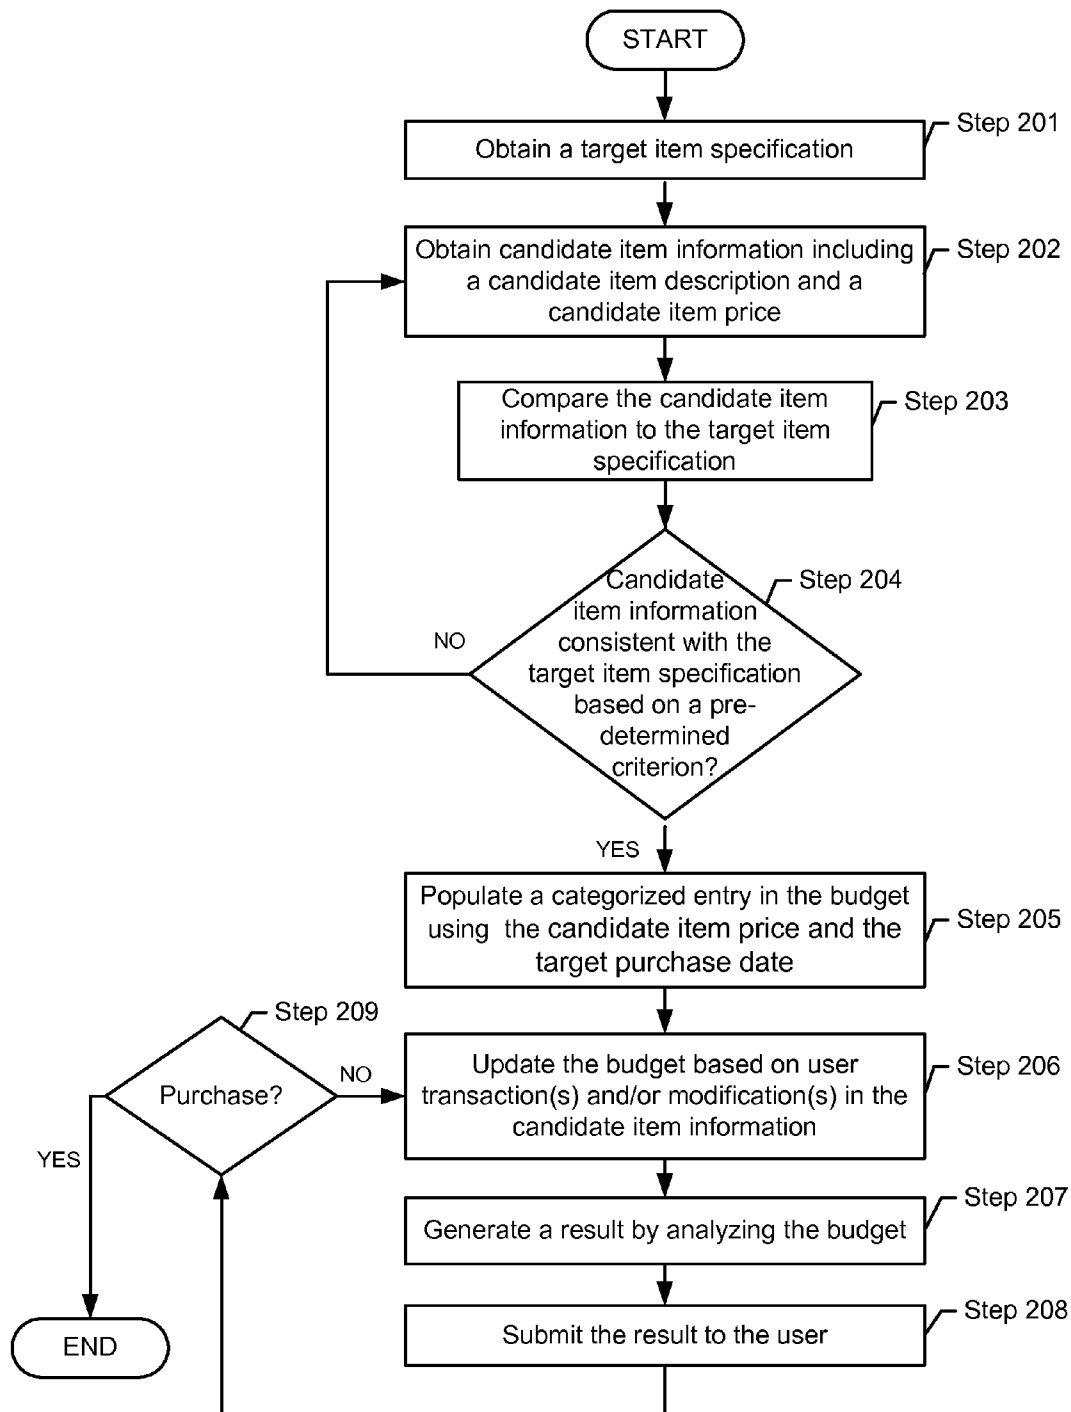 START
Step 201
Obtain a target item specification
Obtain candidate item information including
a candidate item description and a
candidate item price
Step 202
Compare the candidate item
information to the target item
specification
Step 203
Candidate
item information
consistent with the
target item specification
based on a pre-
determined
criterion?
Step 204
NO
YES
Populate a categorized entry in the budget
using the candidate item price and the
target purchase date
Step 205
Step 209
Purchase?
NO
YES
Update the budget based on user
transaction(s) and/or modification(s) in the
candidate item information
Step 206
Generate a result by analyzing the budget
Step 207
Submit the result to the user
Step 208
END